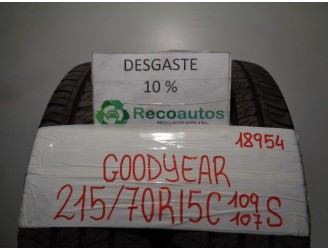 DESGASTE
10 %
Recoautos
18954
GOODYEAR
215/70R15C 109 S
107